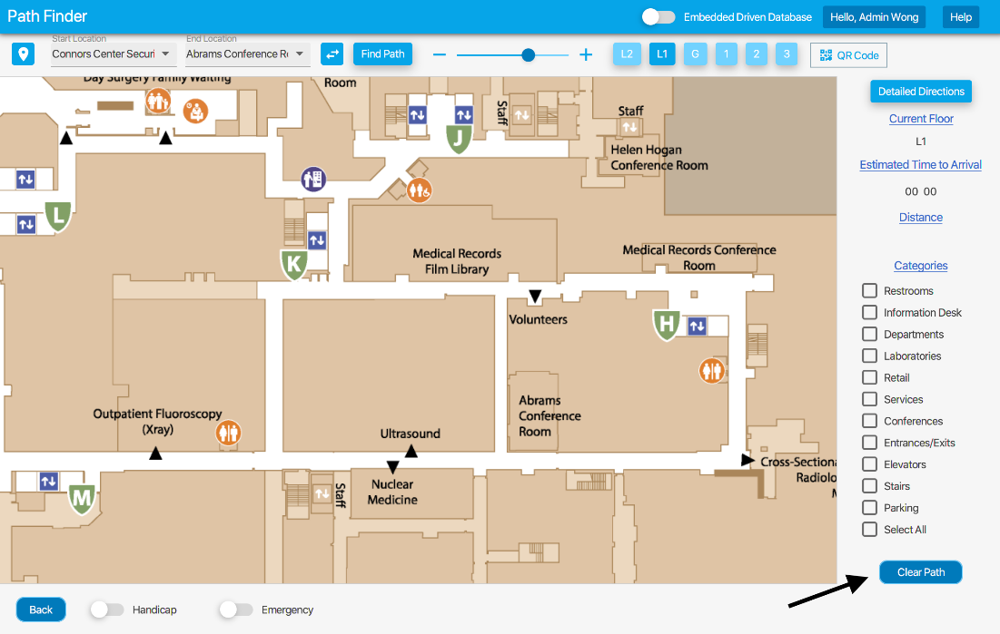 Path Finder
Embedded Driven Database
Hello, Admin Wong
Help
Start Location
End Location
Connors Center Securi
Abrams Conference R
Find Path
L2
L1
G
1
2
3
QR Code
Detailed Directions
Current Floor
L1
Estimated Time to Arrival
00 00
Distance
Categories
Restrooms
Information Desk
Departments
Laboratories
Retail
Services
Conferences
Entrances/Exits
Elevators
Stairs
Parking
Select All
Clear Path
Day Surgery Family Waiting
Room
Staff
Staff
J
Helen Hogan
Conference Room
L
K
Medical Records
Film Library
Medical Records Conference
Room
Volunteers
H
Abrams
Conference
Room
Outpatient Fluoroscopy
(Xray)
Ultrasound
Cross-Sectiona
Radiolo
M
Staff
Nuclear
Medicine
Back
Handicap
Emergency